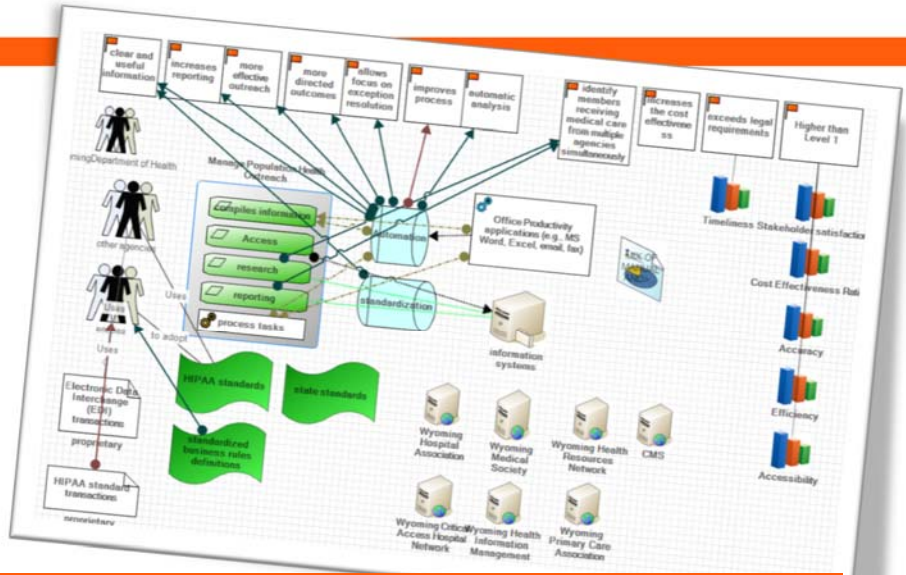 clear and
useful
information
increases
reporting
more
effective
outreach
more
directed
outcomes
allows
focus on
exception
resolution
improves
process
automatic
analysis
identify
members
receiving
medical care
from multiple
agencies
simultaneously
increases
the cost
effectivene
ss
exceeds legal
requirements
Higher than
Level 1
mingDepartment of Health
other agencies
Uses
Uses
Uses
to adopt
Manage Population Health
Outreach
compiles information
Access
research
reporting
process tasks
automation
standardization
Office Productivity
applications (e.g., MS
Word, Excel, email, fax)
information
systems
Timeliness
Stakeholder satisfactio
Cost Effectiveness Rati
Accuracy
Efficiency
Accessibility
HIPAA standards
state standards
standardized
business rules
definitions
Electronic Data
Interchange
(EDI)
transactions
proprietary
HIPAA standard
transactions
proprietary
Wyoming
Hospital
Association
Wyoming
Medical
Society
Wyoming Health
Resources
Network
CMS
Wyoming Critical
Access Hospital
Network
Wyoming Health
Information
Management
Wyoming
Primary Care
Association